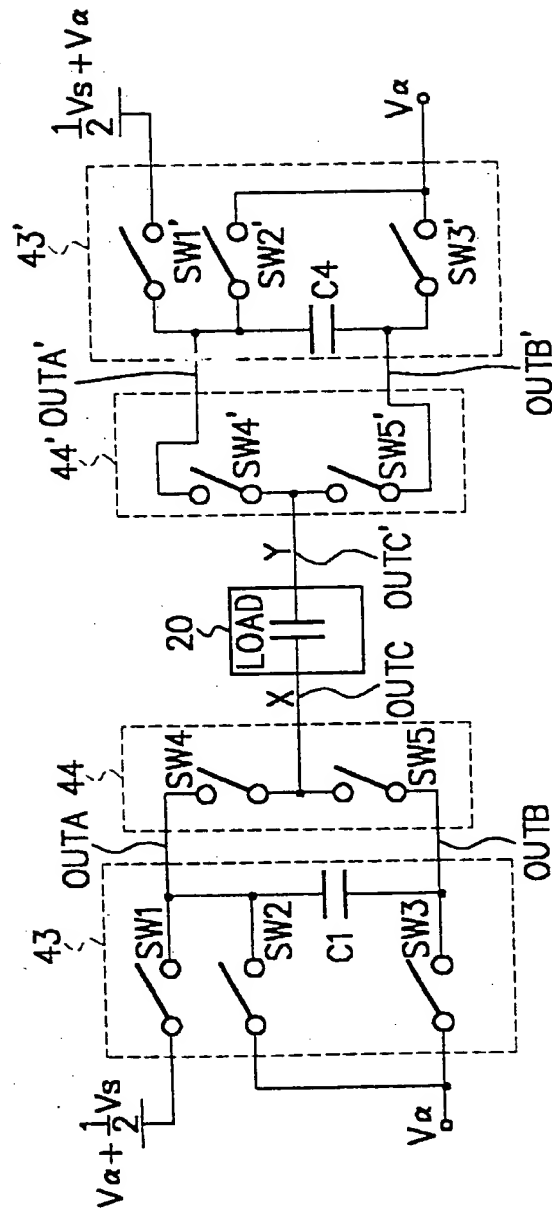 43
44
20
44'
43'
Vα+½Vs
OUTA
OUTA'
½Vs+Vα
SW1
SW4
LOAD
SW4'
SW1'
SW2
X
Y
SW2'
C1
C4
SW5
SW5'
SW3
SW3'
Vα
OUTB
OUTC
OUTC'
OUTB'
Vα